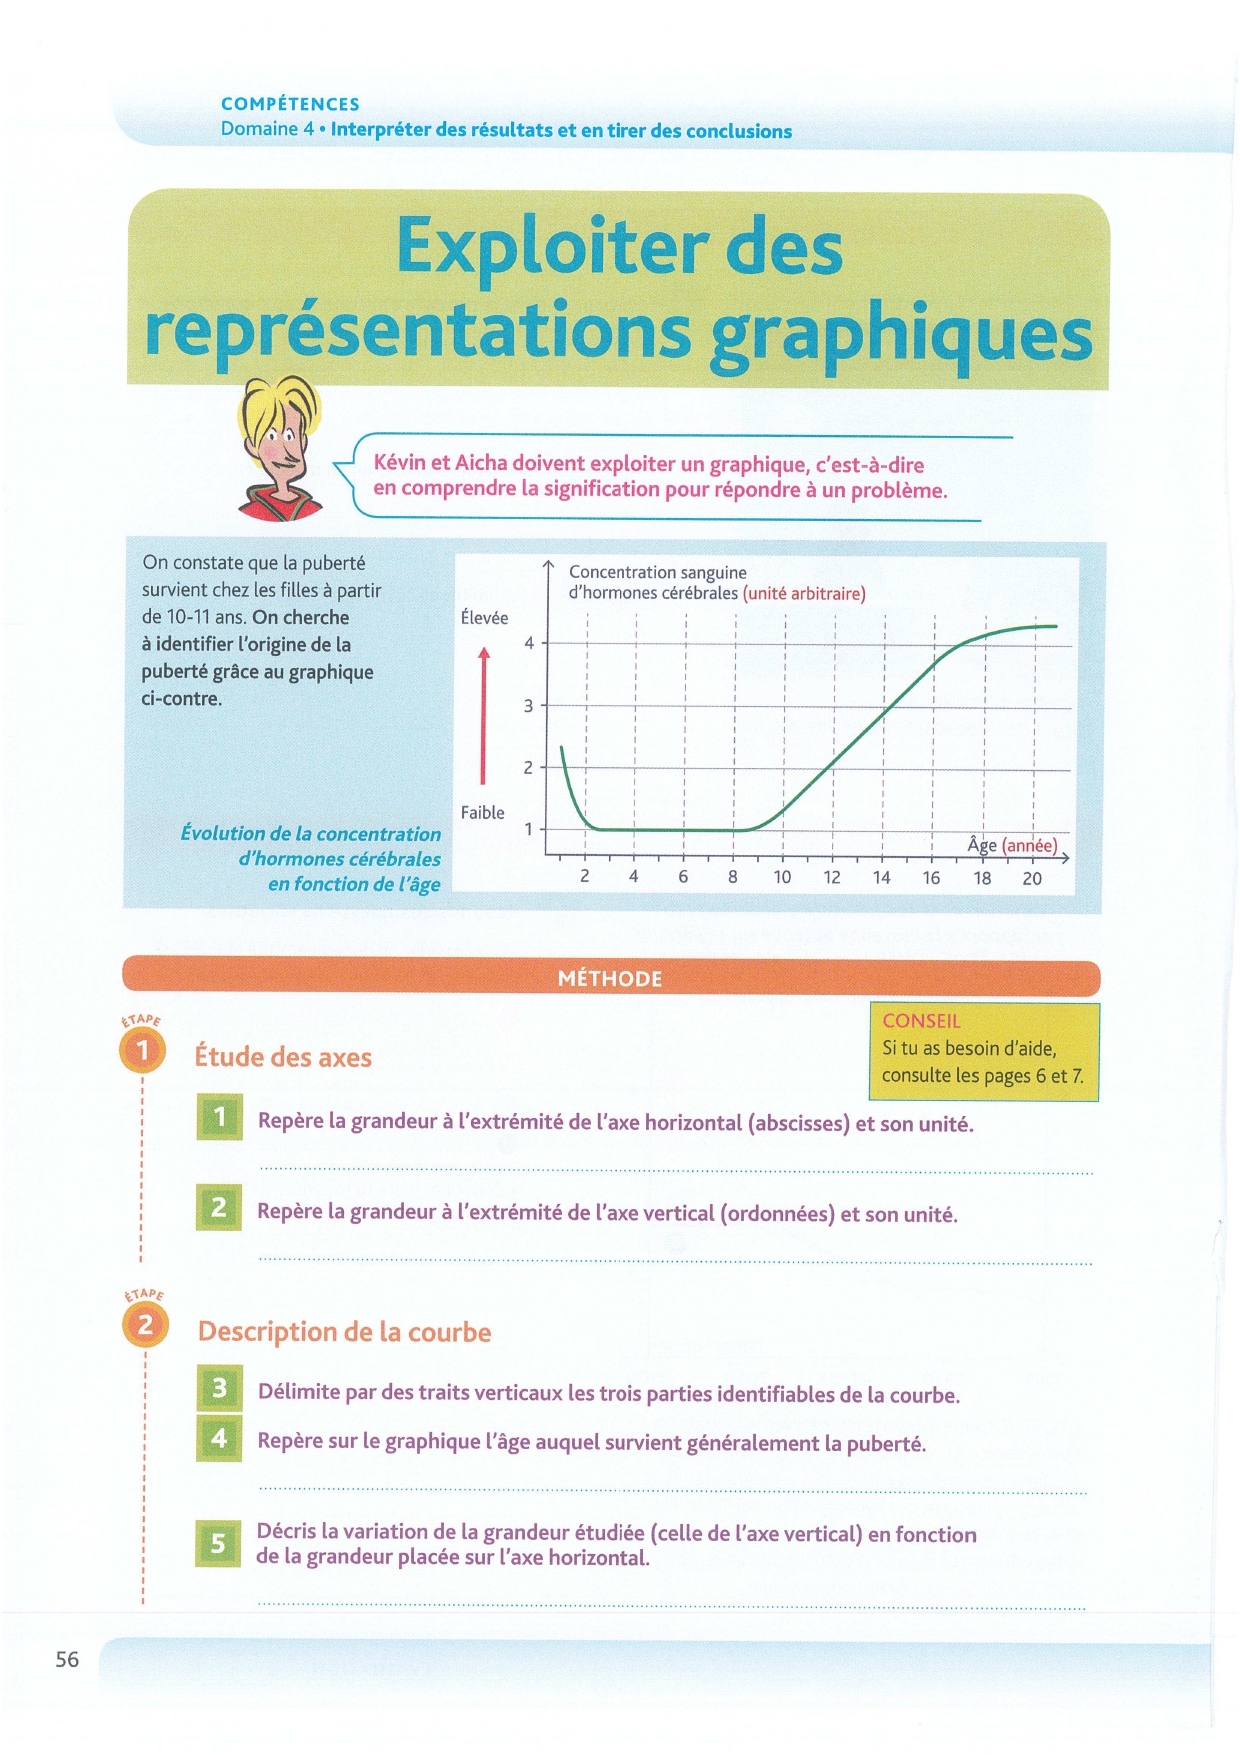 COMPÉTENCES
Domaine 4 • Interpréter des résultats et en tirer des conclusions
Exploiter des
représentations graphiques
Kévin et Aicha doivent exploiter un graphique, c'est-à-dire
en comprendre la signification pour répondre à un problème.
On constate que la puberté
survient chez les filles à partir
de 10-11 ans. On cherche
à identifier l'origine de la
puberté grâce au graphique
ci-contre.
Évolution de la concentration
d'hormones cérébrales
en fonction de l'âge
Concentration sanguine
d'hormones cérébrales (unité arbitraire)
Élevée
4
3
2
Faible
1
Âge (année)
2 4 6 8 10 12 14 16 18 20
MÉTHODE
ÉTAPE
1 Étude des axes
CONSEIL
Si tu as besoin d'aide,
consulte les pages 6 et 7.
1 Repère la grandeur à l'extrémité de l'axe horizontal (abscisses) et son unité.
2 Repère la grandeur à l'extrémité de l'axe vertical (ordonnées) et son unité.
ÉTAPE
2 Description de la courbe
3 Délimite par des traits verticaux les trois parties identifiables de la courbe.
4 Repère sur le graphique l'âge auquel survient généralement la puberté.
5 Décris la variation de la grandeur étudiée (celle de l'axe vertical) en fonction
de la grandeur placée sur l'axe horizontal.
56